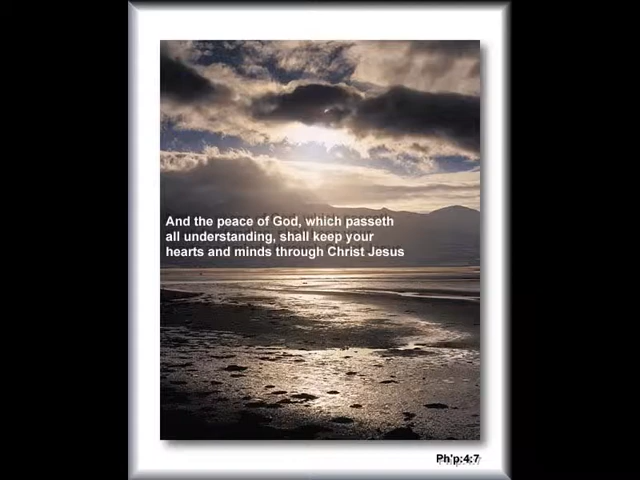 And the peace of God, which passeth
all understanding, shall keep your
hearts and minds through Christ Jesus
Ph'p:4:7